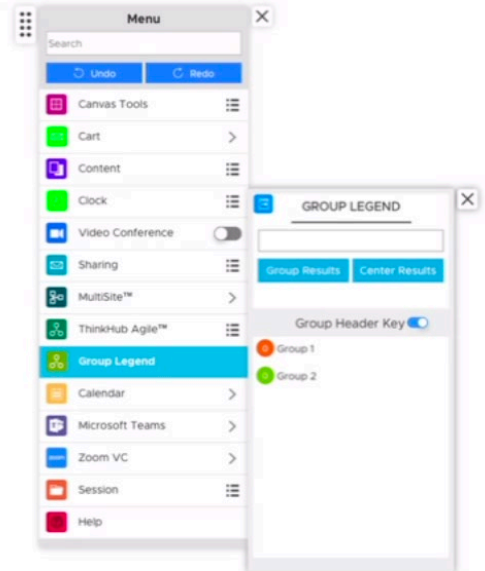 Menu
Search
Undo Redo
Canvas Tools
Cart
Content
Clock
Video Conference
Sharing
MultiSite™
ThinkHub Agile™
Group Legend
Calendar
Microsoft Teams
Zoom VC
Session
Help
GROUP LEGEND
Group Results Center Results
Group Header Key
Group 1
Group 2